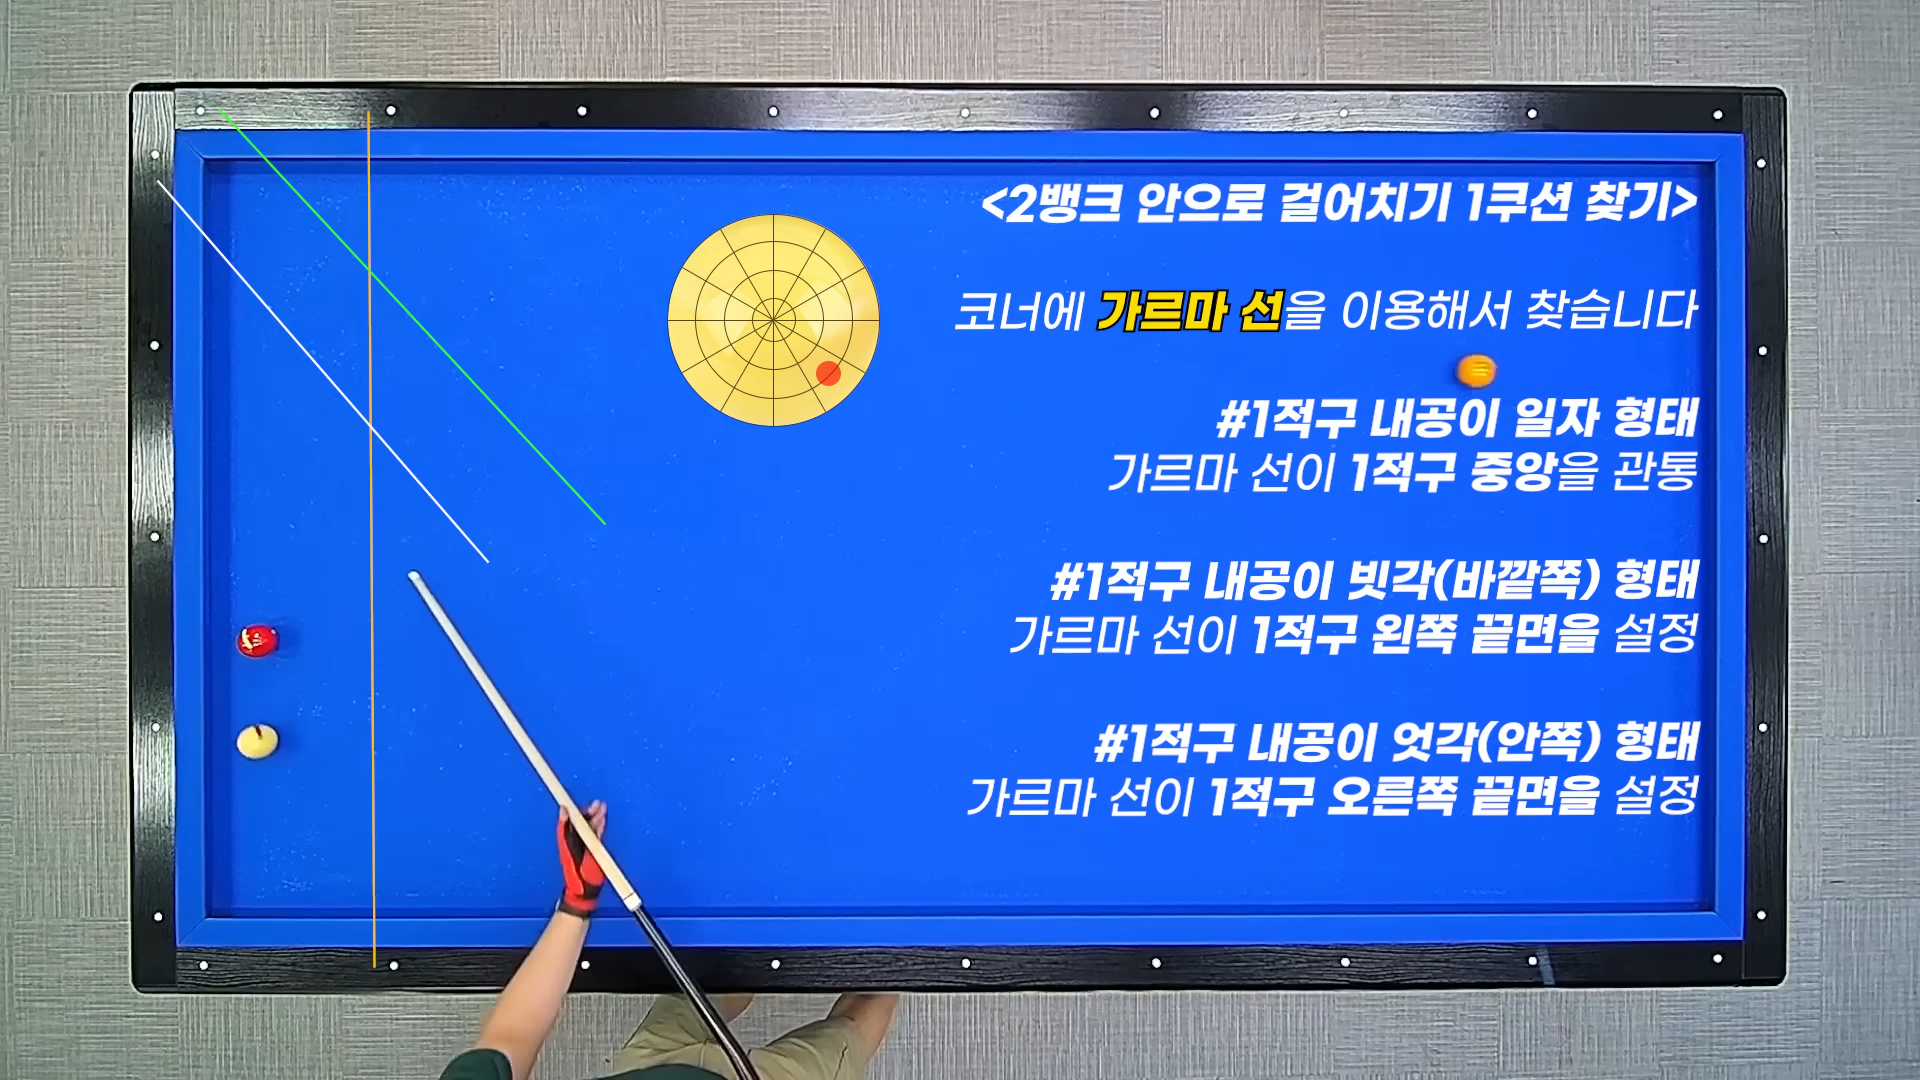 <2뱅크 안으로 걸어치기 1쿠션 찾기>
코너에 가르마 선을 이용해서 찾습니다
#1적구 내공이 일자 형태
가르마 선이 1적구 중앙을 관통
#1적구 내공이 빗각(바깥쪽) 형태
가르마 선이 1적구 왼쪽 끝면을 설정
#1적구 내공이 엇각(안쪽) 형태
가르마 선이 1적구 오른쪽 끝면을 설정